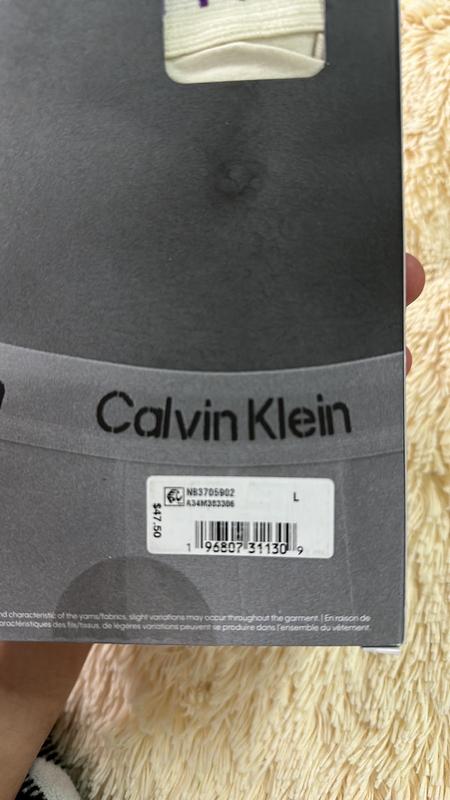 Calvin Klein
NB3705902
A34M303306
L
$47.50
1 96807 31130 9
nd characteristic of the yarns/fabrics, slight variations may occur throughout the garment. | En raison de
aractéristiques des fils/tissus, de légères variations peuvent se produire dans l'ensemble du vêtement.